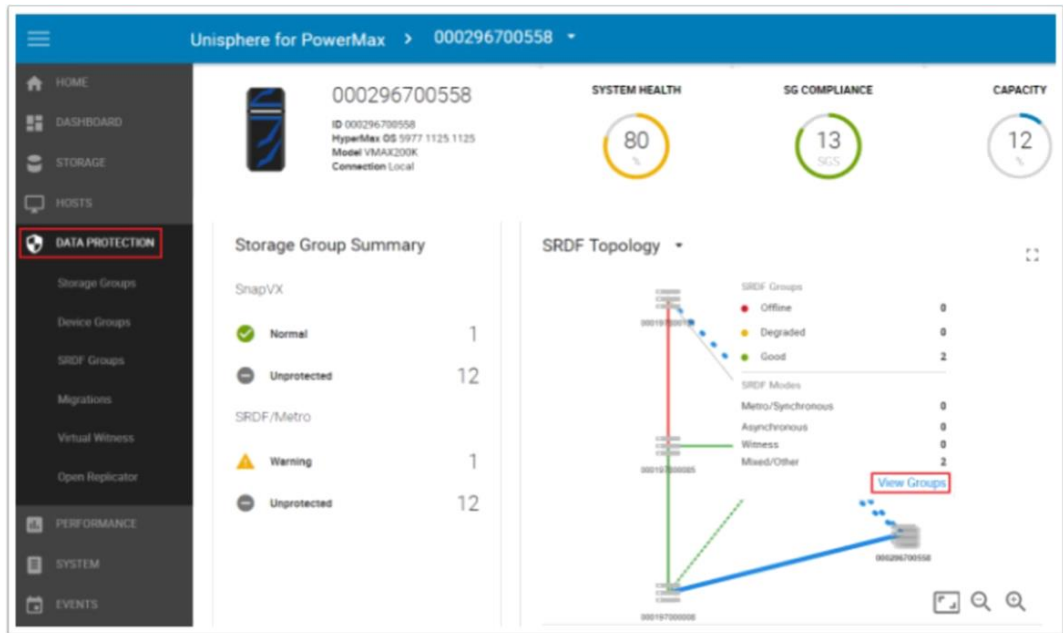 Unisphere for PowerMax > 000296700558
HOME
DASHBOARD
STORAGE
HOSTS
DATA PROTECTION
Storage Groups
Device Groups
SRDF Groups
Migrations
Virtual Witness
Open Replicator
PERFORMANCE
SYSTEM
EVENTS
000296700558
ID 000296700558
HyperMax OS 5977 1125 1125
Model VMAX200K
Connection Local
SYSTEM HEALTH
80
%
SG COMPLIANCE
13
SGS
CAPACITY
12
%
Storage Group Summary
SnapVX
Normal 1
Unprotected 12
SRDF/Metro
Warning 1
Unprotected 12
SRDF Topology
SRDF Groups
Offline 0
Degraded 0
Good 2
SRDF Modes
Metro/Synchronous 0
Asynchronous 0
Witness 0
Mixed/Other 2
View Groups
000197000085
000296700558
000197000008